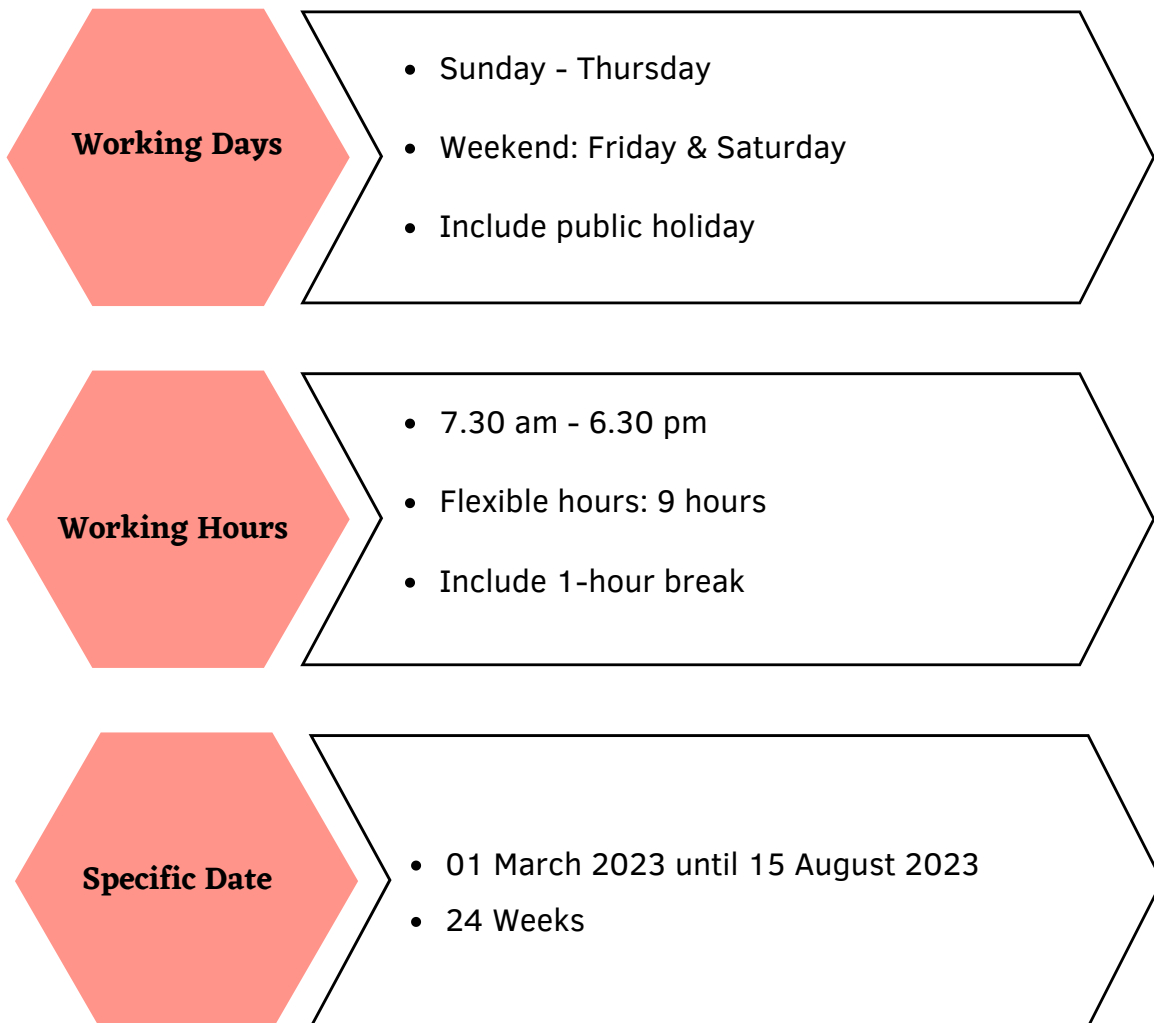 Working Days
• Sunday - Thursday
• Weekend: Friday & Saturday
• Include public holiday
Working Hours
• 7.30 am - 6.30 pm
• Flexible hours: 9 hours
• Include 1-hour break
Specific Date
• 01 March 2023 until 15 August 2023
• 24 Weeks